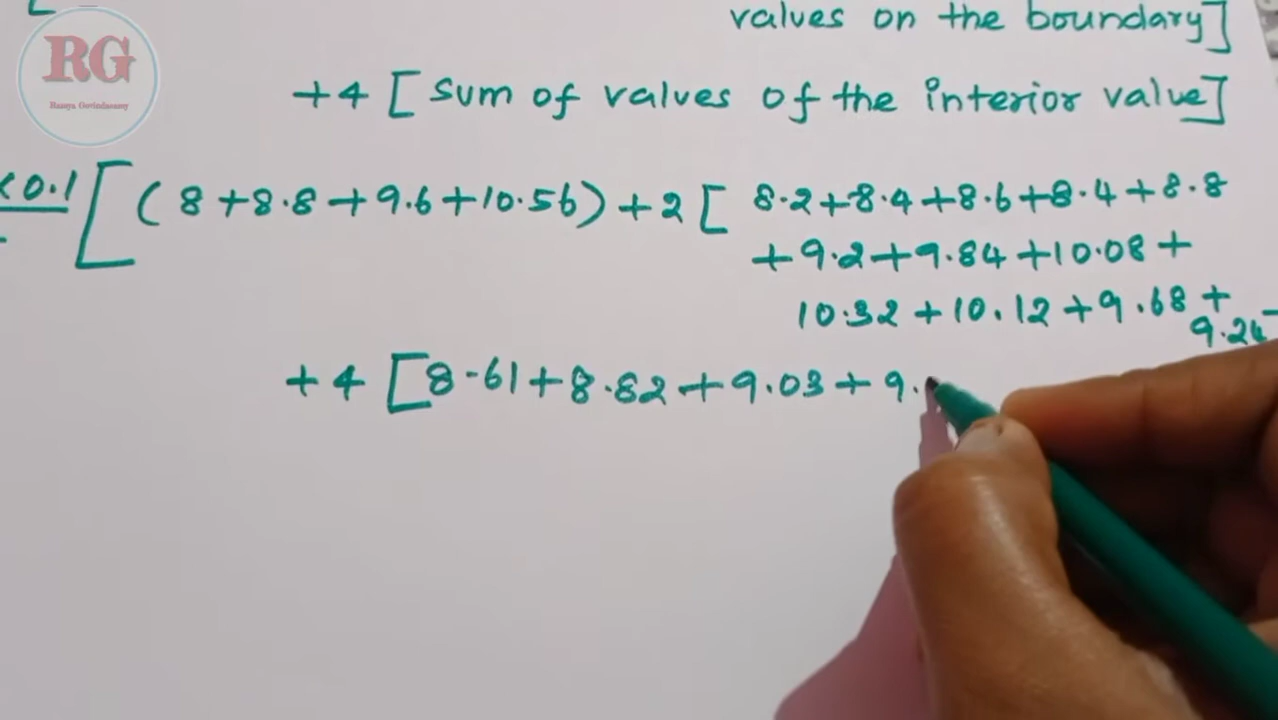 RG
Ramya Govindasamy
values on the boundary]
+4 [sum of values of the interior value]
×0.1 [(8+8.8+9.6+10.56)+2[8.2+8.4+8.6+8.4+8.8
+9.2+9.84+10.08+
10.32+10.12+9.68+
9.24
+4 [8.61+8.82+9.03+9.